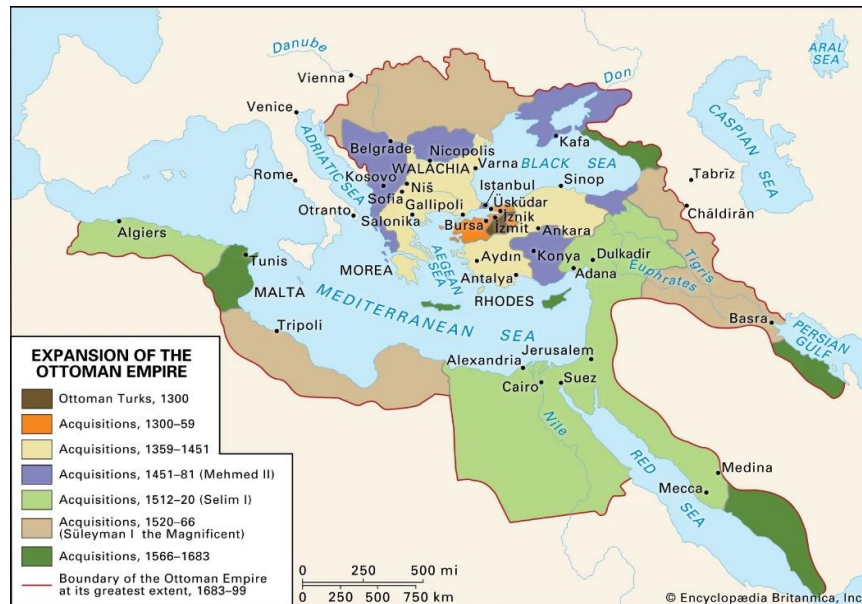 ARAL
SEA
Danube
Don
Vienna
CASPIAN
SEA
Venice
ADRIATIC SEA
Belgrade
Nicopolis
Kafa
WALACHIA
Varna
BLACK SEA
Tabrīz
Rome
Kosovo
Niš
Istanbul
Sinop
Sofia
Üsküdar
Chāldirān
Otranto
Gallipoli
İznik
Salonika
Bursa
İzmit
Ankara
Algiers
Tunis
Aydın
Konya
Dulkadir
MOREA
AEGEAN
SEA
Adana
Euphrates
Tigris
Antalya
MALTA
MEDITERRANEAN SEA
RHODES
Basra
PERSIAN
GULF
Tripoli
Jerusalem
Alexandria
Cairo
Suez
Nile
RED
SEA
Medina
Mecca
EXPANSION OF THE
OTTOMAN EMPIRE
Ottoman Turks, 1300
Acquisitions, 1300–59
Acquisitions, 1359–1451
Acquisitions, 1451–81 (Mehmed II)
Acquisitions, 1512–20 (Selim I)
Acquisitions, 1520–66
(Süleyman I the Magnificent)
Acquisitions, 1566–1683
Boundary of the Ottoman Empire
at its greatest extent, 1683–99
0 250 500 mi
0 250 500 750 km
© Encyclopædia Britannica, Inc